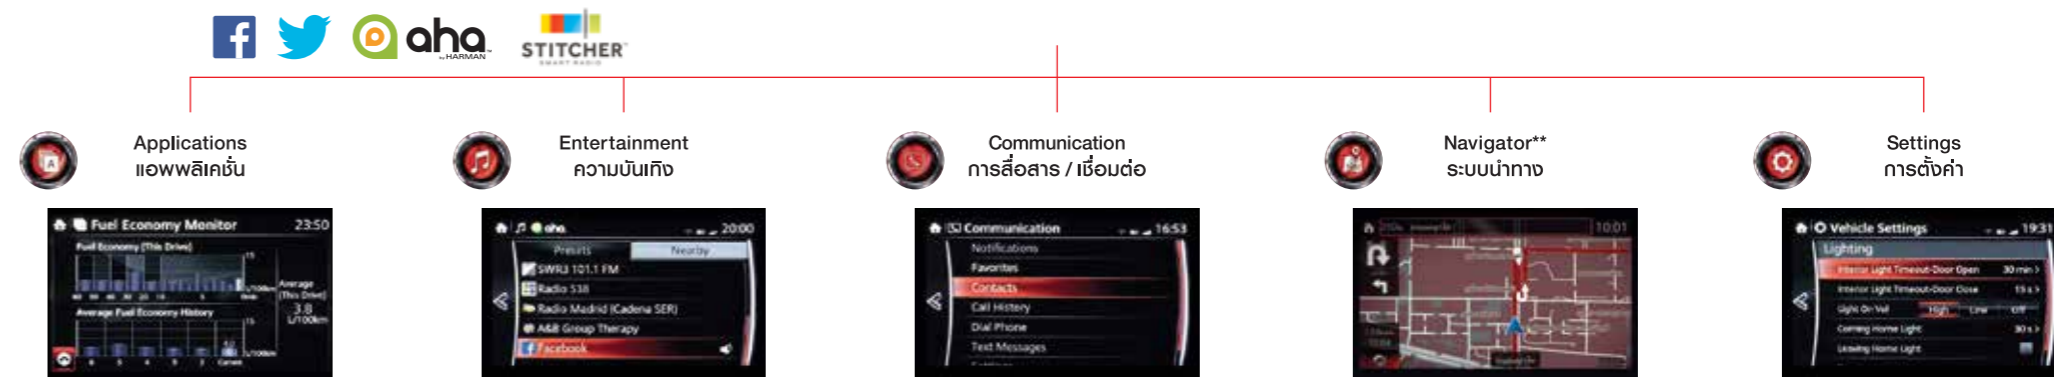 aha
by HARMAN
STITCHER
SMART RADIO
Applications
แอพพลิเคชั่น
Entertainment
ความบันเทิง
Communication
การสื่อสาร / เชื่อมต่อ
Navigator**
ระบบนำทาง
Settings
การตั้งค่า
Fuel Economy Monitor 23:50
Fuel Economy [This Drive]
15
L/100km
Average
(This Drive)
3.8
L/100km
Average Fuel Economy History
15
L/100km
aha 20:00
Presets Nearby
SWR3 101.1 FM
Radio 538
Radio Madrid (Cadena SER)
A&B Group Therapy
Facebook
Communication 16:53
Notifications
Favorites
Contacts
Call History
Dial Phone
Text Messages
10:01
Vehicle Settings 19:31
Lighting
Interior Light Timeout-Door Open 30 min
Interior Light Timeout-Door Close 15 s
High Low Off
Coming Home Light 30 s
Leaving Home Light